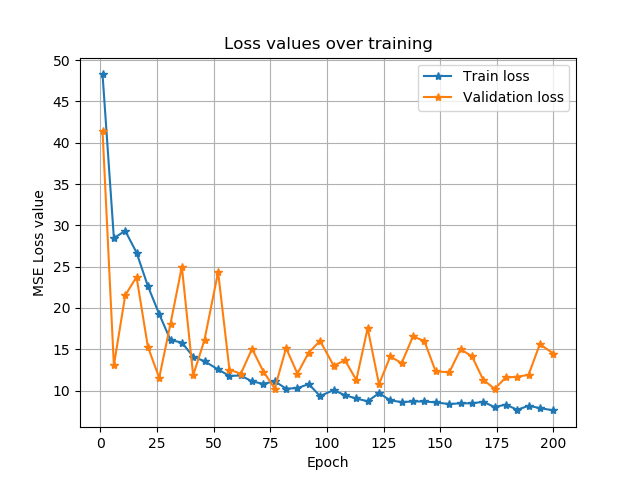 Loss values over training
Train loss
Validation loss
MSE Loss value
50
45
40
35
30
25
20
15
10
0 25 50 75 100 125 150 175 200
Epoch